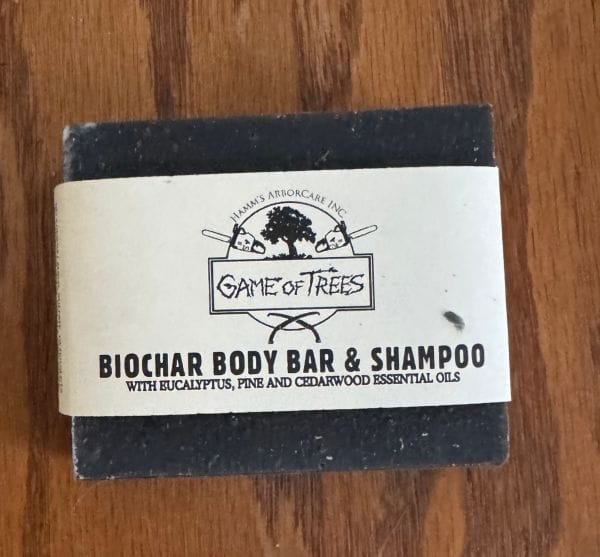 HAMM'S ARBORCARE INC.
GAME OF TREES
BIOCHAR BODY BAR & SHAMPOO
WITH EUCALYPTUS, PINE AND CEDARWOOD ESSENTIAL OILS